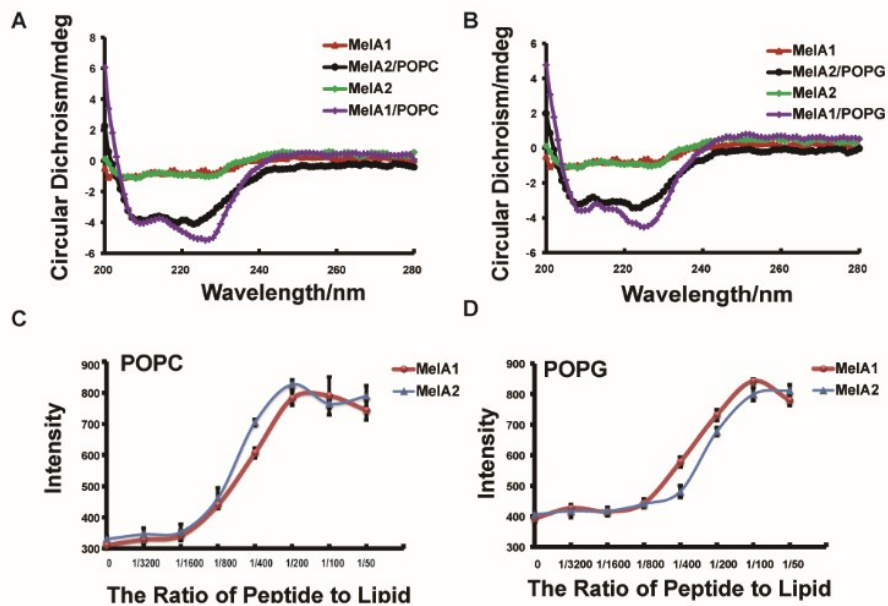 A
Circular Dichroism/mdeg
8
6
4
2
0
-2
-4
-6
200
220
240
260
280
Wavelength/nm
MelA1
MelA2/POPC
MelA2
MelA1/POPC
B
Circular Dichroism/mdeg
6
4
2
0
-2
-4
-6
200
220
240
260
280
Wavelength/nm
MelA1
MelA2/POPG
MelA2
MelA1/POPG
C
POPC
Intensity
900
800
700
600
500
400
300
0
1/3200
1/1600
1/800
1/400
1/200
1/100
1/50
The Ratio of Peptide to Lipid
MelA1
MelA2
D
POPG
Intensity
900
800
700
600
500
400
300
0
1/3200
1/1600
1/800
1/400
1/200
1/100
1/50
The Ratio of Peptide to Lipid
MelA1
MelA2